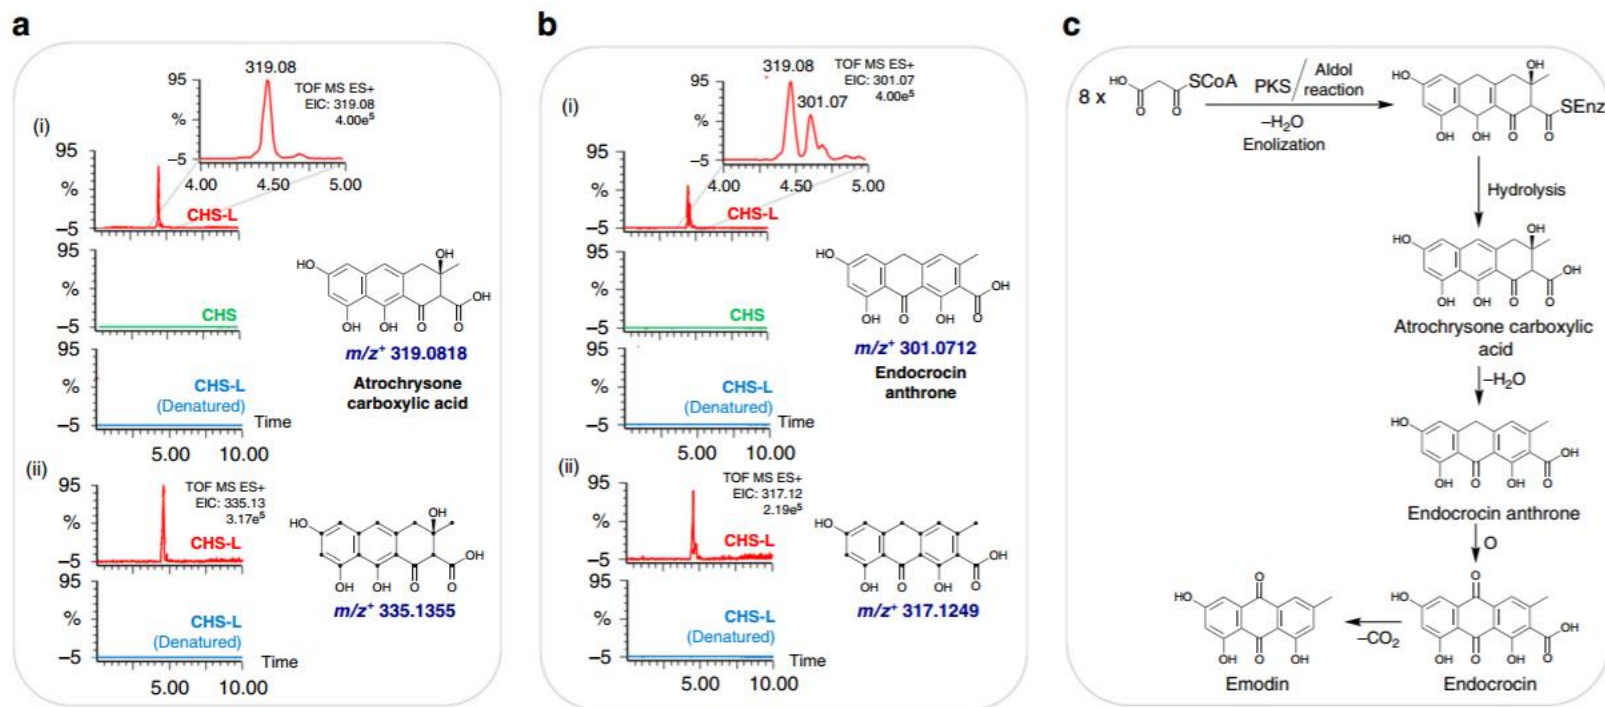 a
(i)
95
%
−5
319.08
TOF MS ES+
EIC: 319.08
4.00e⁵
95
%
−5
4.00 4.50 5.00
CHS-L
95
%
−5
CHS
95
%
−5
CHS-L
(Denatured)
Time
5.00 10.00
HO
OH
OH OH O O
OH
m/z⁺ 319.0818
Atrochrysone
carboxylic acid
(ii)
95
%
−5
TOF MS ES+
EIC: 335.13
3.17e⁵
CHS-L
95
%
−5
CHS-L
(Denatured)
Time
5.00 10.00
HO
OH
OH OH O O
OH
m/z⁺ 335.1355
b
(i)
95
%
−5
319.08
301.07
TOF MS ES+
EIC: 301.07
4.00e⁵
95
%
−5
4.00 4.50 5.00
CHS-L
95
%
−5
CHS
95
%
−5
CHS-L
(Denatured)
Time
5.00 10.00
HO
OH O OH O
OH
m/z⁺ 301.0712
Endocrocin
anthrone
(ii)
95
%
−5
TOF MS ES+
EIC: 317.12
2.19e⁵
CHS-L
95
%
−5
CHS-L
(Denatured)
Time
5.00 10.00
HO
OH O OH O
OH
m/z⁺ 317.1249
c
8 x
HO
SCoA
O O
PKS / Aldol
reaction
−H₂O
Enolization
HO
OH
SEnz
OH OH O O
Hydrolysis
HO
OH
OH
OH OH O O
Atrochrysone carboxylic
acid
−H₂O
HO
OH
OH O OH O
Endocrocin anthrone
O
O
HO
OH
OH O OH O
Endocrocin
−CO₂
O
HO
OH O OH
Emodin